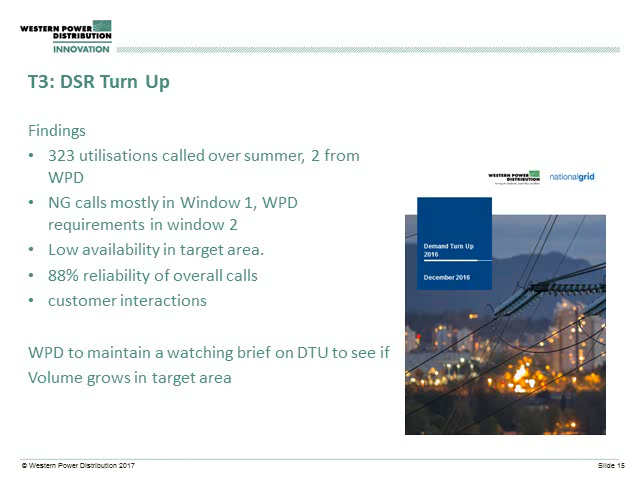 WESTERN POWER
DISTRIBUTION
INNOVATION
T3: DSR Turn Up
Findings
• 323 utilisations called over summer, 2 from
WPD
• NG calls mostly in Window 1, WPD
requirements in window 2
• Low availability in target area.
• 88% reliability of overall calls
• customer interactions
WPD to maintain a watching brief on DTU to see if
Volume grows in target area
WESTERN POWER
DISTRIBUTION
nationalgrid
Demand Turn Up
2016
December 2016
© Western Power Distribution 2017
Slide 15